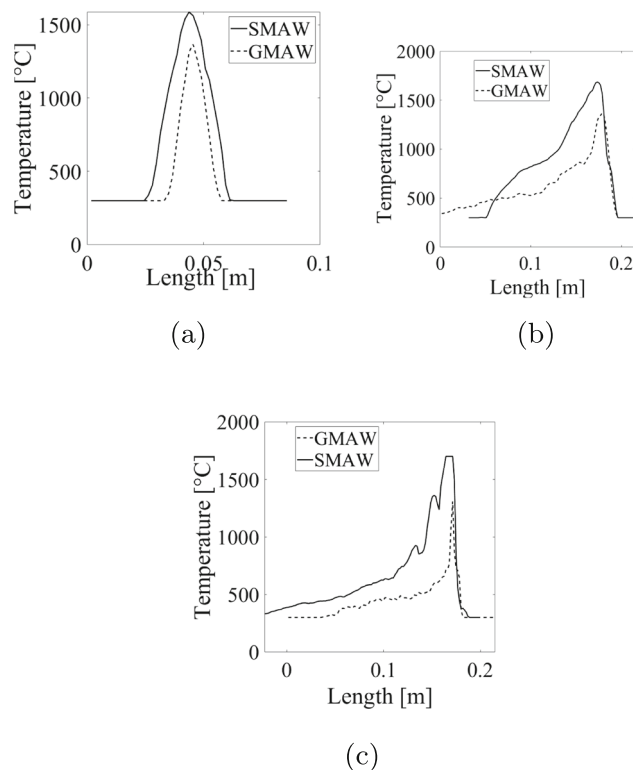 1500
SMAW
GMAW
1000
500
0
0
0.05
0.1
Temperature [°C]
Length [m]
(a)
2000
SMAW
GMAW
1500
1000
500
0
0
0.1
0.2
Temperature [°C]
Length [m]
(b)
2000
GMAW
SMAW
1500
1000
500
0
0
0.1
0.2
Temperature [°C]
Length [m]
(c)